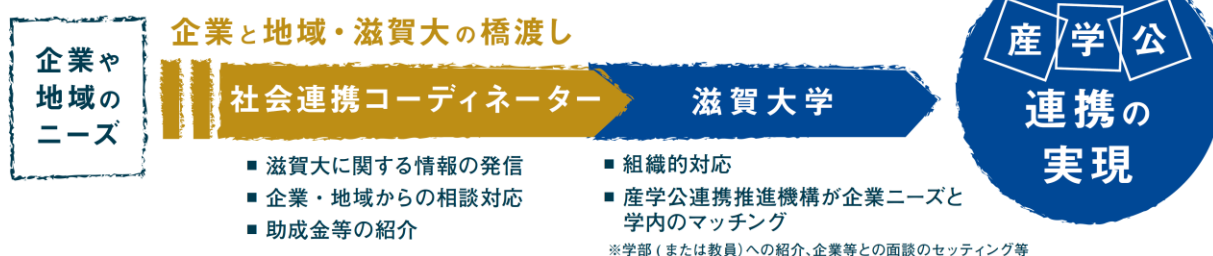 企業や
地域の
ニーズ
企業と地域・滋賀大の橋渡し
社会連携コーディネーター
■ 滋賀大に関する情報の発信
■ 企業・地域からの相談対応
■ 助成金等の紹介
滋賀大学
■ 組織的対応
■ 産学公連携推進機構が企業ニーズと
学内のマッチング
※学部(または教員)への紹介、企業等との面談のセッティング等
産学公
連携の
実現